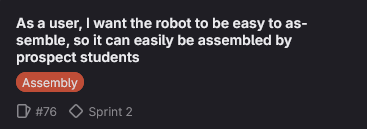 As a user, I want the robot to be easy to as-
semble, so it can easily be assembled by
prospect students
Assembly
#76 Sprint 2